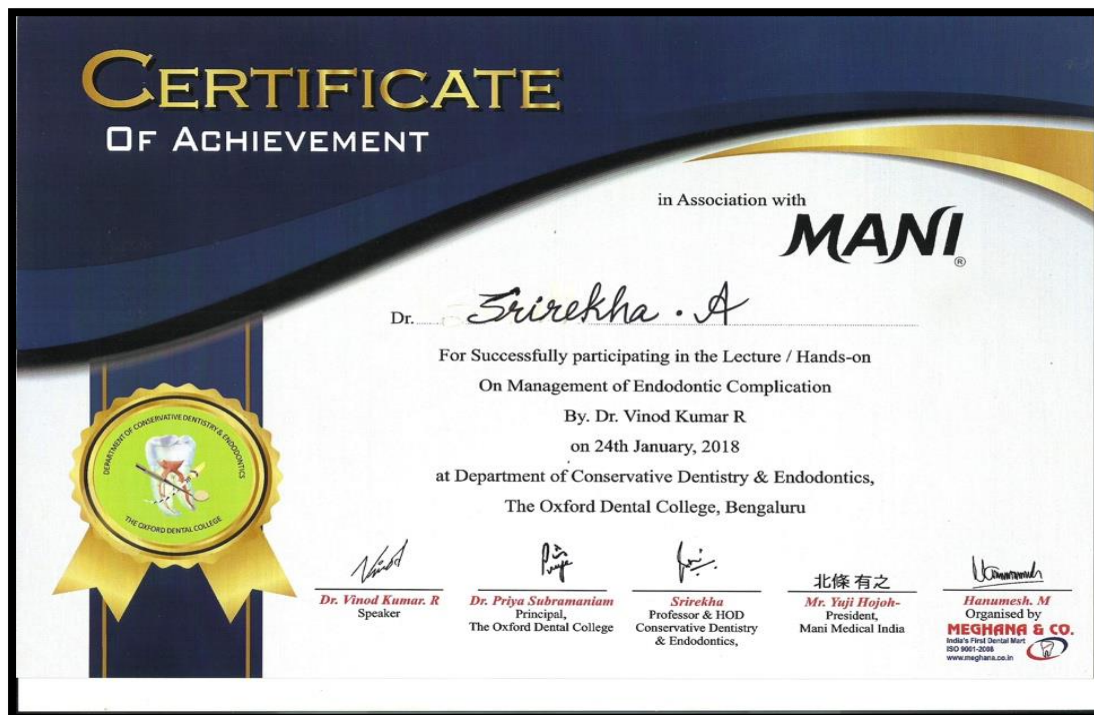 CERTIFICATE
OF ACHIEVEMENT
in Association with
MANI®
Dr. Srirekha . A
For Successfully participating in the Lecture / Hands-on
On Management of Endodontic Complication
By. Dr. Vinod Kumar R
on 24th January, 2018
at Department of Conservative Dentistry & Endodontics,
The Oxford Dental College, Bengaluru
DEPARTMENT OF CONSERVATIVE DENTISTRY & ENDODONTICS
THE OXFORD DENTAL COLLEGE
Vinod
Dr. Vinod Kumar. R
Speaker
Priya
Dr. Priya Subramaniam
Principal,
The Oxford Dental College
Srirekha
Professor & HOD
Conservative Dentistry
& Endodontics,
北條 有之
Mr. Yuji Hojoh-
President,
Mani Medical India
Hanumesh. M
Organised by
MEGHANA & CO.
India's First Dental Mart
ISO 9001-2008
www.meghana.co.in